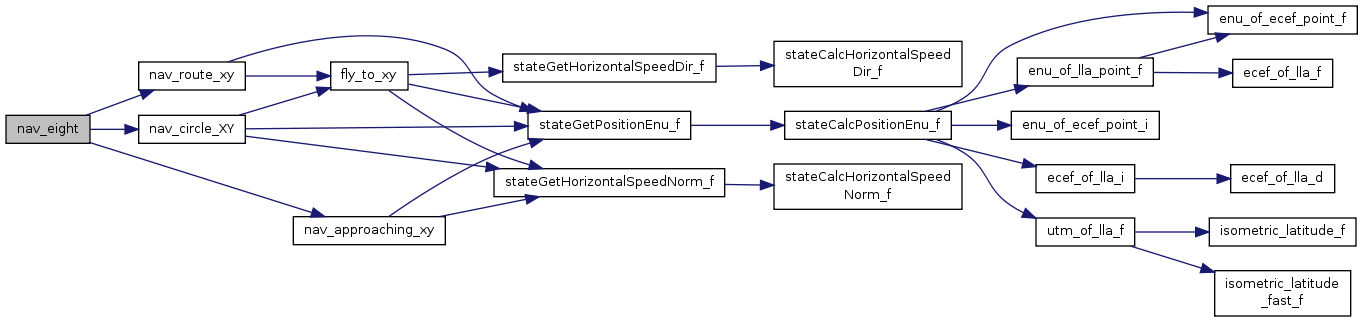 nav_eight
nav_route_xy
nav_circle_XY
nav_approaching_xy
fly_to_xy
stateGetHorizontalSpeedDir_f
stateGetPositionEnu_f
stateGetHorizontalSpeedNorm_f
stateCalcHorizontalSpeed
Dir_f
stateCalcPositionEnu_f
stateCalcHorizontalSpeed
Norm_f
enu_of_lla_point_f
enu_of_ecef_point_i
ecef_of_lla_i
utm_of_lla_f
enu_of_ecef_point_f
ecef_of_lla_f
ecef_of_lla_d
isometric_latitude_f
isometric_latitude
_fast_f